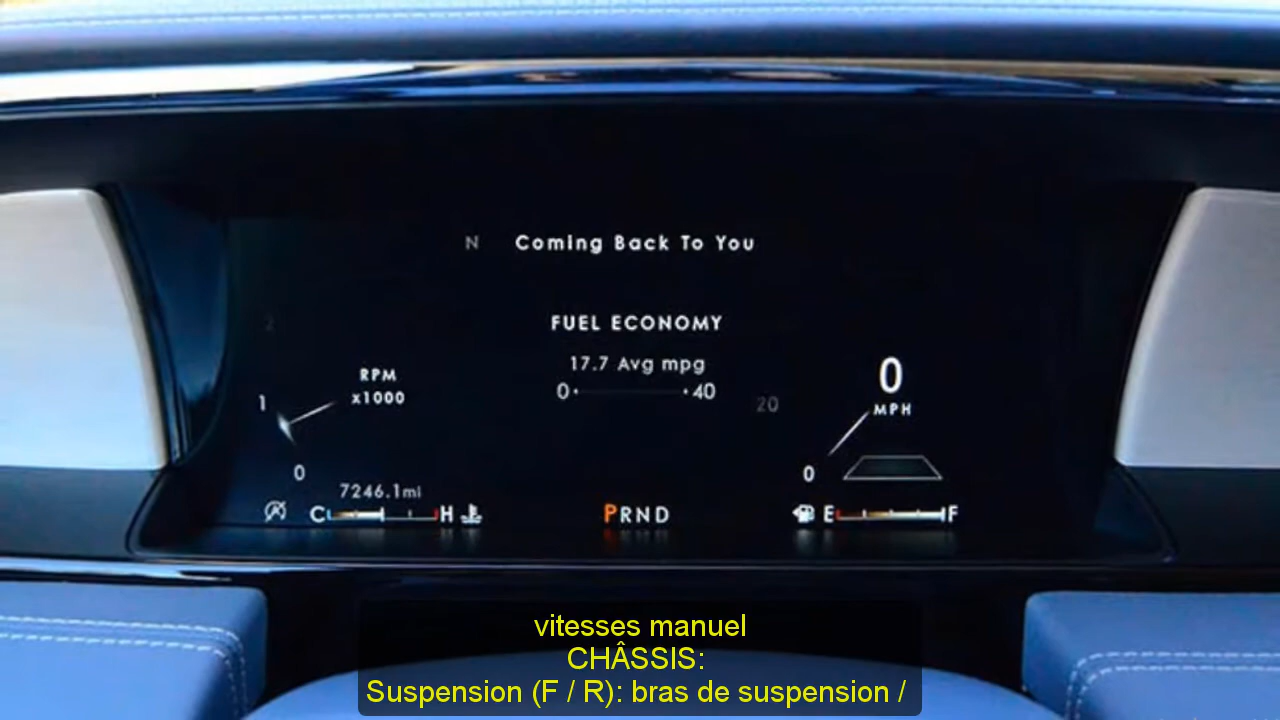 N Coming Back To You
FUEL ECONOMY
2
17.7 Avg mpg
RPM
x1000
0 40
20
0
MPH
1
0
0
7246.1mi
C H
PRND
E F
vitesses manuel
CHÂSSIS:
Suspension (F / R): bras de suspension /